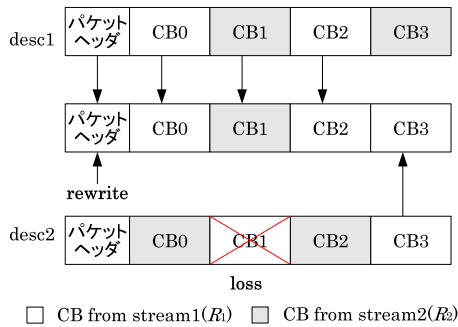 desc1 パケットヘッダ CB0 CB1 CB2 CB3
パケットヘッダ CB0 CB1 CB2 CB3
rewrite
desc2 パケットヘッダ CB0 CB1 CB2 CB3
loss
CB from stream1(R1) CB from stream2(R2)